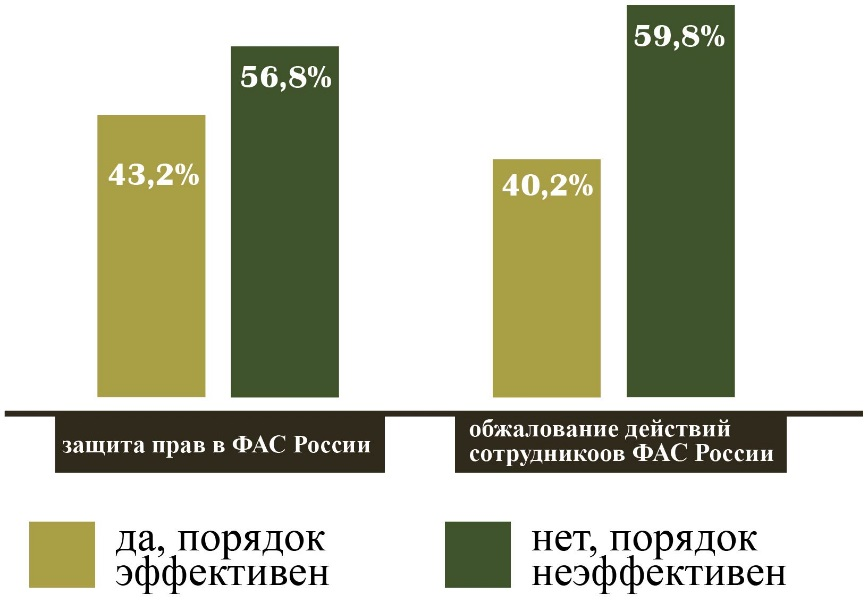 59,8%
56,8%
43,2%
40,2%
защита прав в ФАС России
обжалование действий
сотрудникоов ФАС России
да, порядок
эффективен
нет, порядок
неэффективен